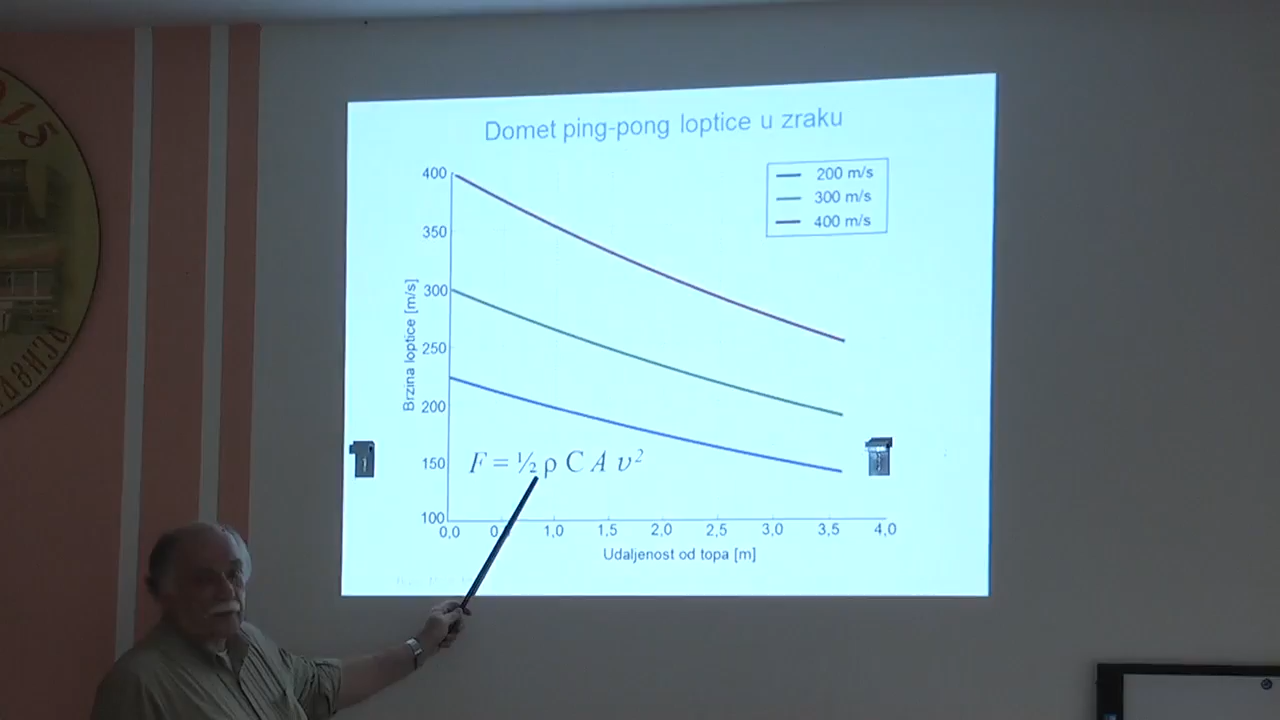 Domet ping-pong loptice u zraku
200 m/s
300 m/s
400 m/s
400
350
300
250
200
150
100
Brzina loptice [m/s]
F = ½ ρ C A υ²
0,0 1,0 1,5 2,0 2,5 3,0 3,5 4,0
Udaljenost od topa [m]